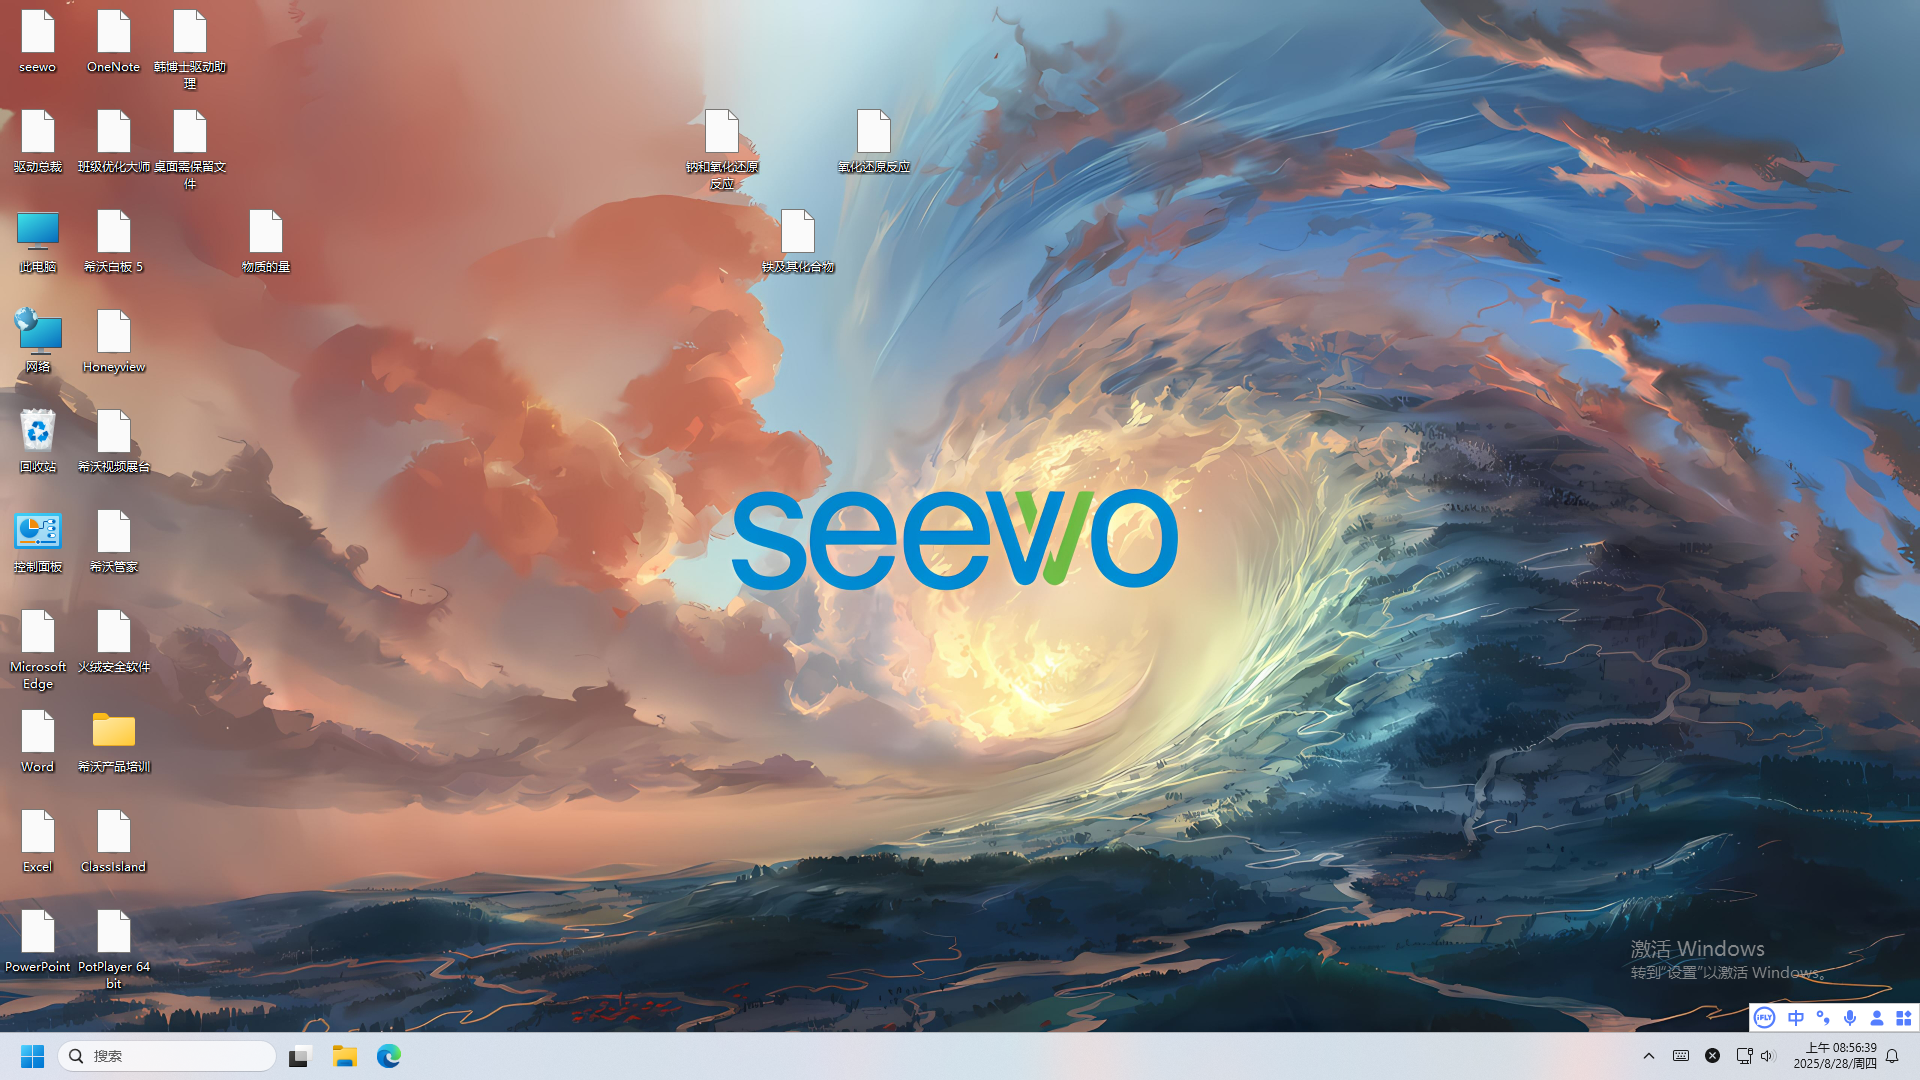 seewo
OneNote
韩博士驱动助
理
驱动总裁
班级优化大师
桌面需保留文
件
钠和氧化还原
反应
氧化还原反应
此电脑
希沃白板 5
物质的量
铁及其化合物
网络
Honeyview
回收站
希沃视频展台
seewo
控制面板
希沃管家
Microsoft
Edge
火绒安全软件
Word
希沃产品培训
Excel
ClassIsland
PowerPoint
PotPlayer 64
bit
激活 Windows
转到"设置"以激活 Windows。
iFLY
中
搜索
上午 08:56:39
2025/8/28/周四